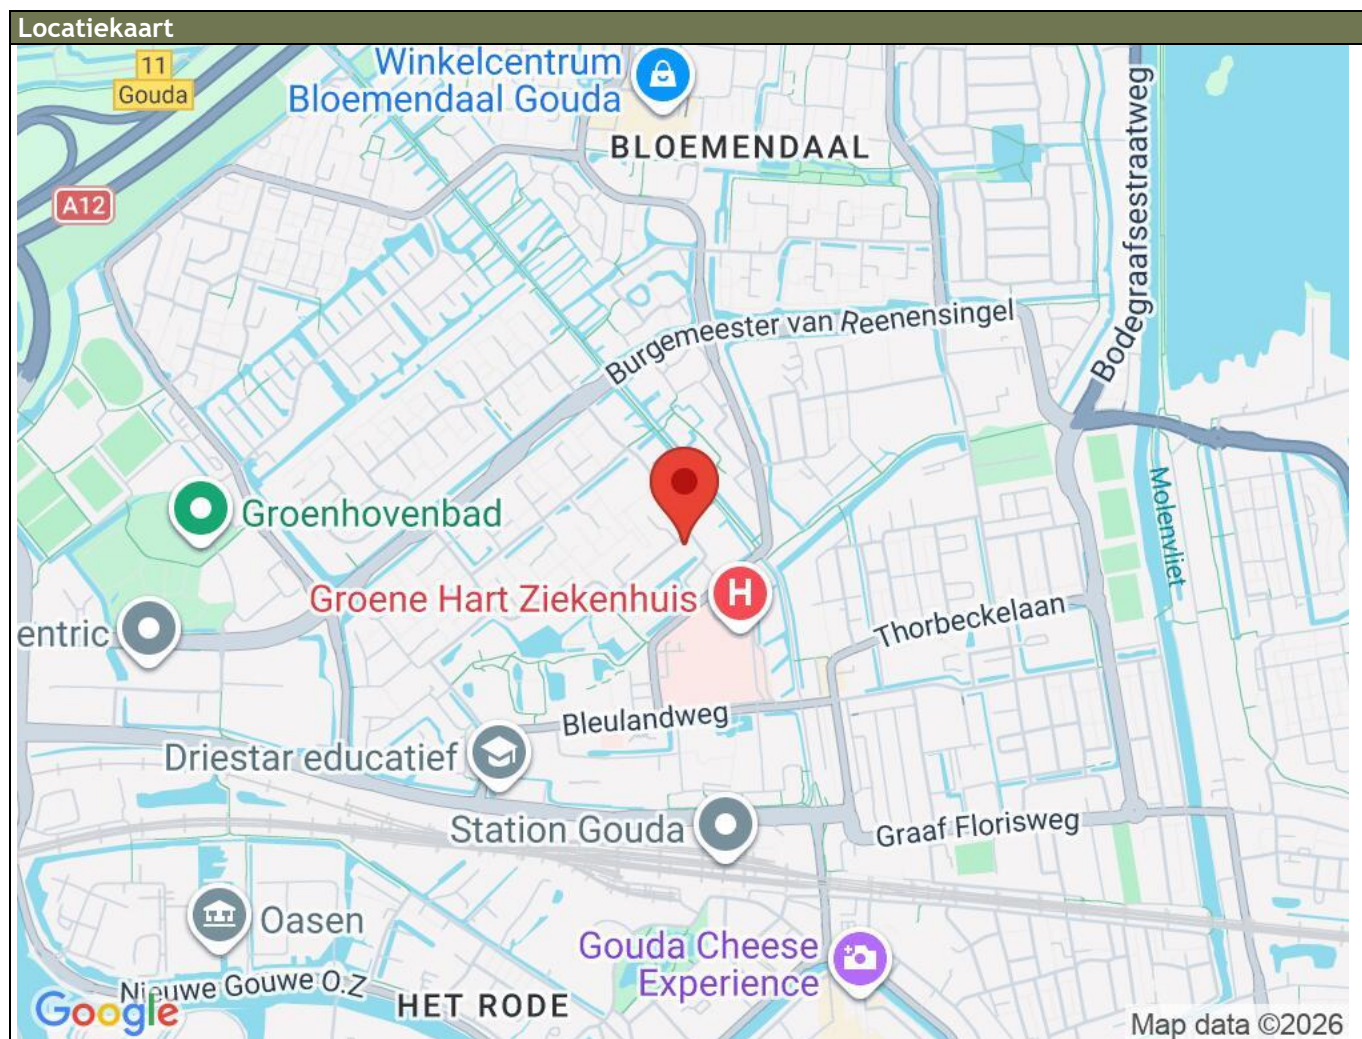 Locatiekaart
11
Gouda
Winkelcentrum
Bloemendaal Gouda
BLOEMENDAAL
A12
Bodegraafsestraatweg
Burgemeester van Reenensingel
Groenhovenbad
Molenvliet
Groene Hart Ziekenhuis
H
entric
Thorbeckelaan
Bleulandweg
Driestar educatief
Station Gouda
Graaf Florisweg
Oasen
Gouda Cheese
Experience
Nieuwe Gouwe O.Z
HET RODE
Google
Map data ©2026